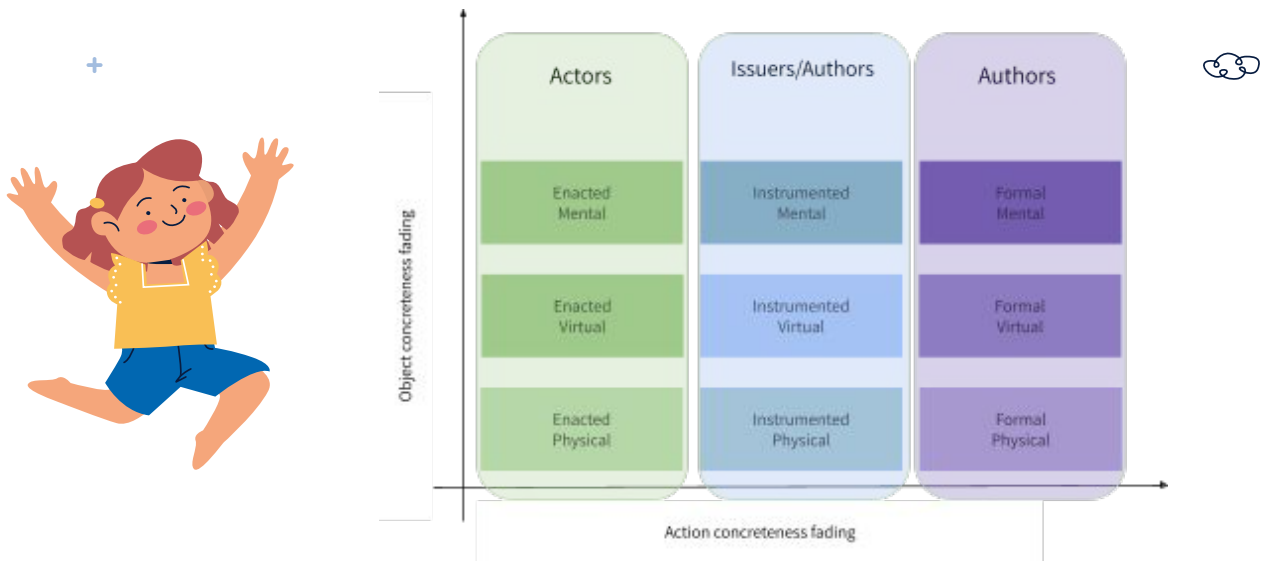 Actors
Issuers/Authors
Authors
Enacted
Mental
Instrumented
Mental
Formal
Mental
Enacted
Virtual
Instrumented
Virtual
Formal
Virtual
Enacted
Physical
Instrumented
Physical
Formal
Physical
Object concreteness fading
Action concreteness fading